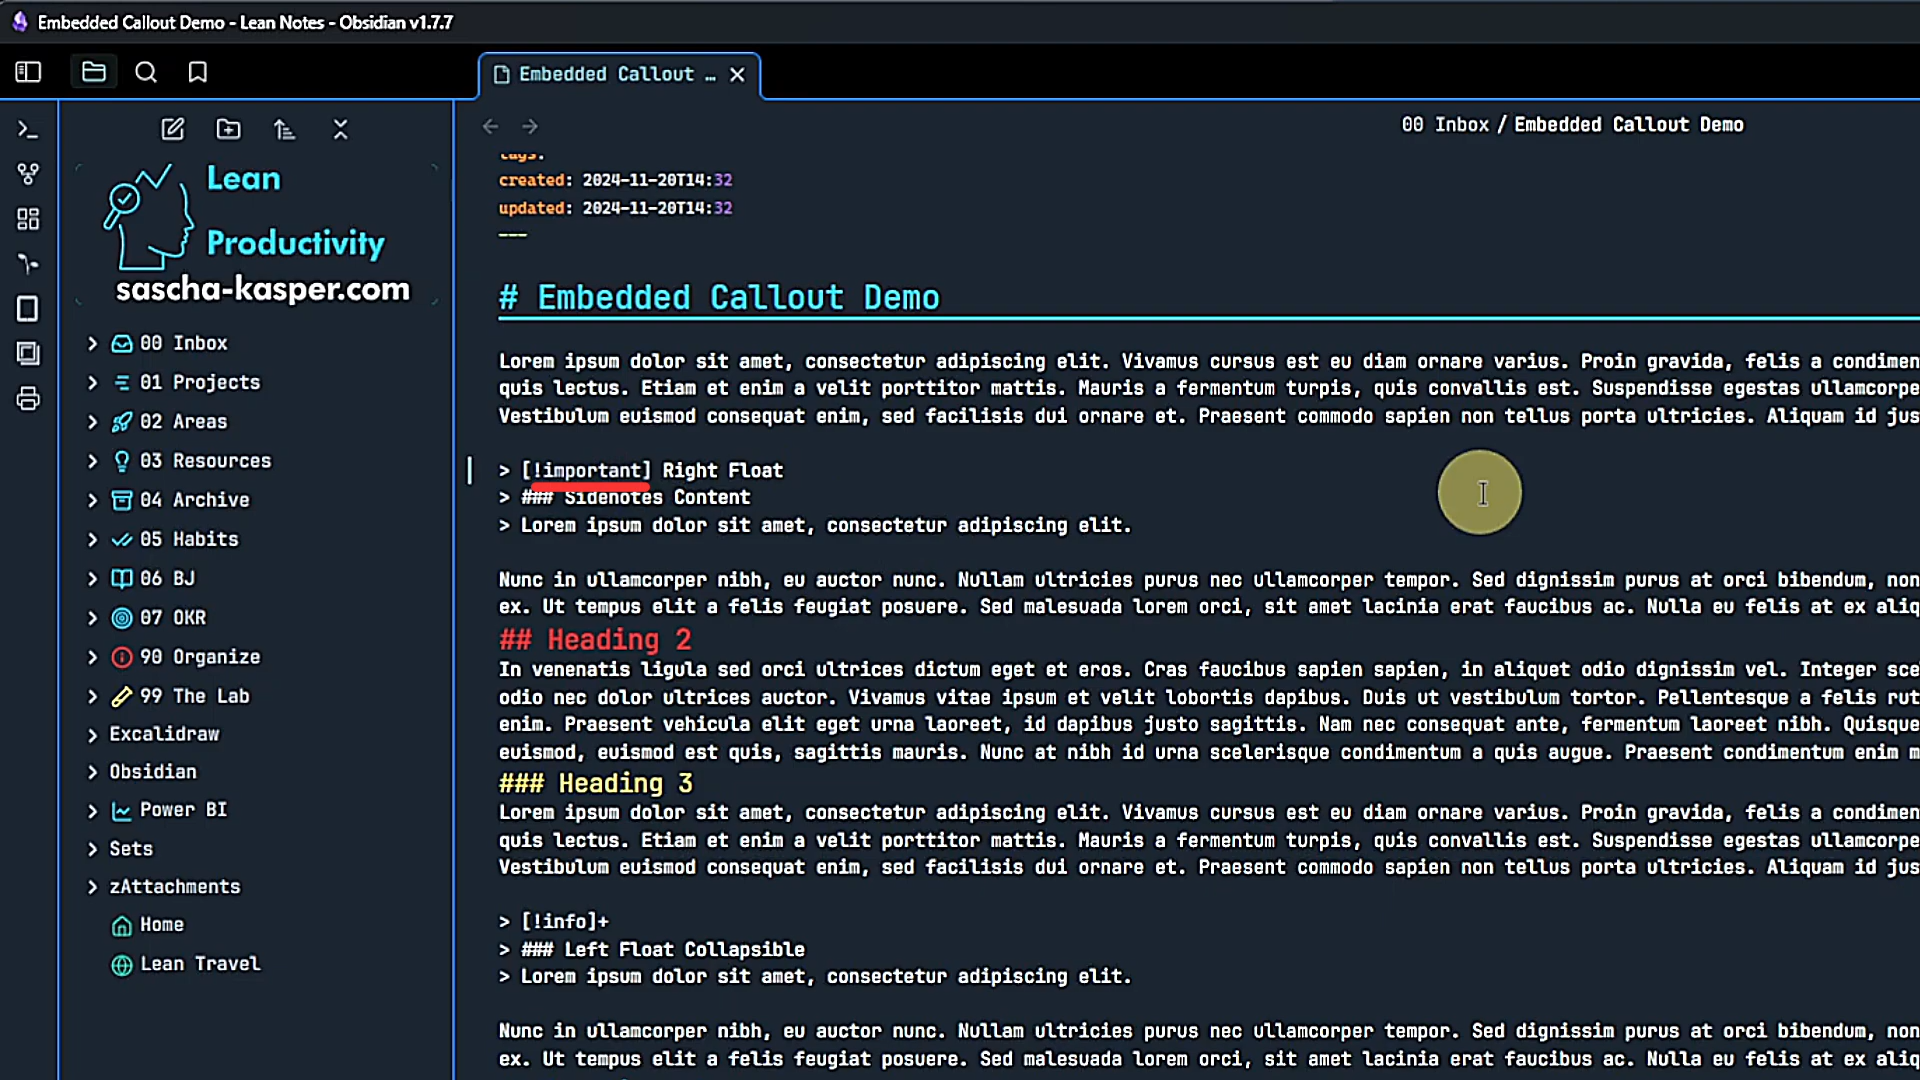 Embedded Callout Demo - Lean Notes - Obsidian v1.7.7
Embedded Callout …
00 Inbox / Embedded Callout Demo
Lean
Productivity
sascha-kasper.com
00 Inbox
01 Projects
02 Areas
03 Resources
04 Archive
05 Habits
06 BJ
07 OKR
90 Organize
99 The Lab
Excalidraw
Obsidian
Power BI
Sets
zAttachments
Home
Lean Travel
tags:
created: 2024-11-20T14:32
updated: 2024-11-20T14:32
---
# Embedded Callout Demo
Lorem ipsum dolor sit amet, consectetur adipiscing elit. Vivamus cursus est eu diam ornare varius. Proin gravida, felis a condimen
quis lectus. Etiam et enim a velit porttitor mattis. Mauris a fermentum turpis, quis convallis est. Suspendisse egestas ullamcorpe
Vestibulum euismod consequat enim, sed facilisis dui ornare et. Praesent commodo sapien non tellus porta ultricies. Aliquam id jus
> [!important] Right Float
> ### Sidenotes Content
> Lorem ipsum dolor sit amet, consectetur adipiscing elit.
Nunc in ullamcorper nibh, eu auctor nunc. Nullam ultricies purus nec ullamcorper tempor. Sed dignissim purus at orci bibendum, non
ex. Ut tempus elit a felis feugiat posuere. Sed malesuada lorem orci, sit amet lacinia erat faucibus ac. Nulla eu felis at ex aliq
## Heading 2
In venenatis ligula sed orci ultrices dictum eget et eros. Cras faucibus sapien sapien, in aliquet odio dignissim vel. Integer sce
odio nec dolor ultrices auctor. Vivamus vitae ipsum et velit lobortis dapibus. Duis ut vestibulum tortor. Pellentesque a felis rut
enim. Praesent vehicula elit eget urna laoreet, id dapibus justo sagittis. Nam nec consequat ante, fermentum laoreet nibh. Quisque
euismod, euismod est quis, sagittis mauris. Nunc at nibh id urna scelerisque condimentum a quis augue. Praesent condimentum enim m
### Heading 3
Lorem ipsum dolor sit amet, consectetur adipiscing elit. Vivamus cursus est eu diam ornare varius. Proin gravida, felis a condimen
quis lectus. Etiam et enim a velit porttitor mattis. Mauris a fermentum turpis, quis convallis est. Suspendisse egestas ullamcorpe
Vestibulum euismod consequat enim, sed facilisis dui ornare et. Praesent commodo sapien non tellus porta ultricies. Aliquam id jus
> [!info]+
> ### Left Float Collapsible
> Lorem ipsum dolor sit amet, consectetur adipiscing elit.
Nunc in ullamcorper nibh, eu auctor nunc. Nullam ultricies purus nec ullamcorper tempor. Sed dignissim purus at orci bibendum, non
ex. Ut tempus elit a felis feugiat posuere. Sed malesuada lorem orci, sit amet lacinia erat faucibus ac. Nulla eu felis at ex aliq